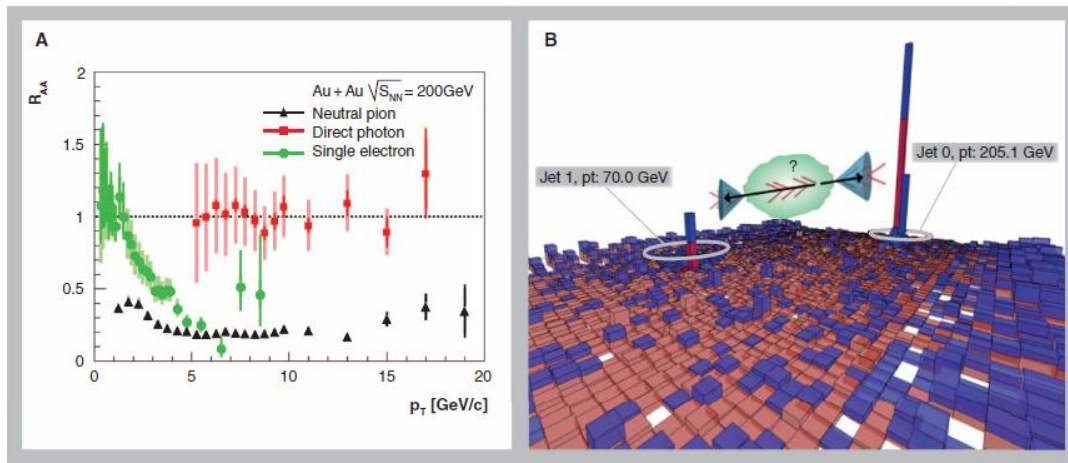 A
R_AA
2
1.5
1
0.5
0
Au + Au √S_NN = 200GeV
Neutral pion
Direct photon
Single electron
0 5 10 15 20
p_T [GeV/c]
B
?
Jet 1, pt: 70.0 GeV
Jet 0, pt: 205.1 GeV